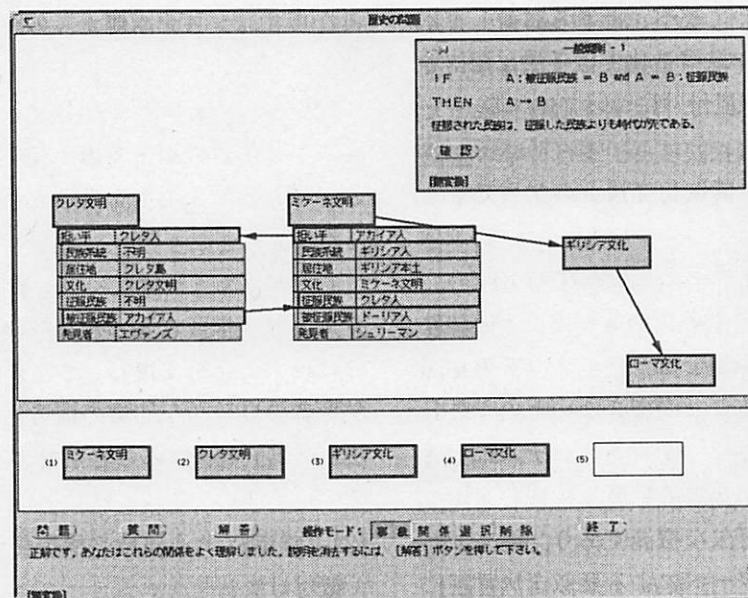 歴史の問題
一般規則 - 1
IF A：被征服民族 = B and A = B：征服民族
THEN A → B
征服された民族は、征服した民族よりも時代が先である。
確認
[順変換]
クレタ文明
担い手 クレタ人
民族系統 不明
居住地 クレタ島
文化 クレタ文明
征服民族 不明
被征服民族 アカイア人
発見者 エヴァンズ
ミケーネ文明
担い手 アカイア人
民族系統 ギリシア人
居住地 ギリシア本土
文化 ミケーネ文明
征服民族 クレタ人
被征服民族 ドーリア人
発見者 シュリーマン
ギリシア文化
ローマ文化
(1) ミケーネ文明 (2) クレタ文明 (3) ギリシア文化 (4) ローマ文化 (5)
問題 質問 解答 操作モード： 事象 関係 選択 削除 終了
正解です。あなたはこれらの関係をよく理解しました。説明を消去するには、[解答] ボタンを押して下さい。